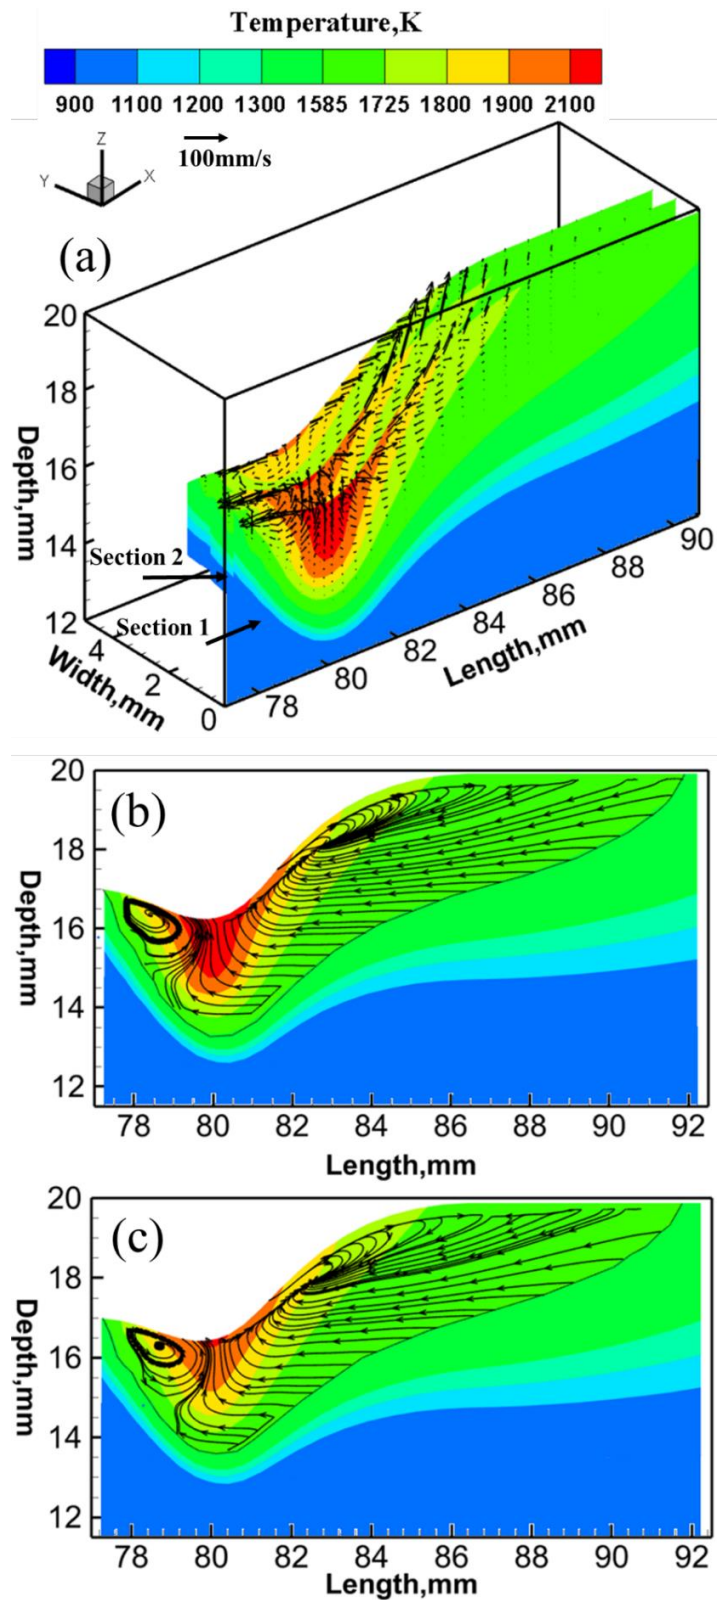 Temperature,K
900 1100 1200 1300 1585 1725 1800 1900 2100
100mm/s
Z
Y
X
(a)
20
18
16
14
12
Depth,mm
Section 2
Section 1
4
2
0
Width,mm
78
80
82
84
86
88
90
Length,mm
(b)
20
18
16
14
12
Depth,mm
78 80 82 84 86 88 90 92
Length,mm
(c)
20
18
16
14
12
Depth,mm
78 80 82 84 86 88 90 92
Length,mm